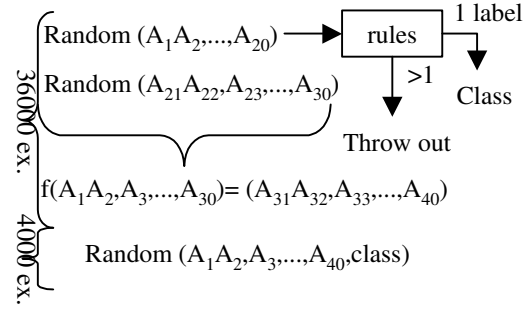 Random (A1A2,...,A20)
rules
1 label
>1
Class
Throw out
Random (A21A22,A23,...,A30)
f(A1A2,A3,...,A30)= (A31A32,A33,...,A40)
Random (A1A2,A3,...,A40,class)
36000 ex.
4000 ex.